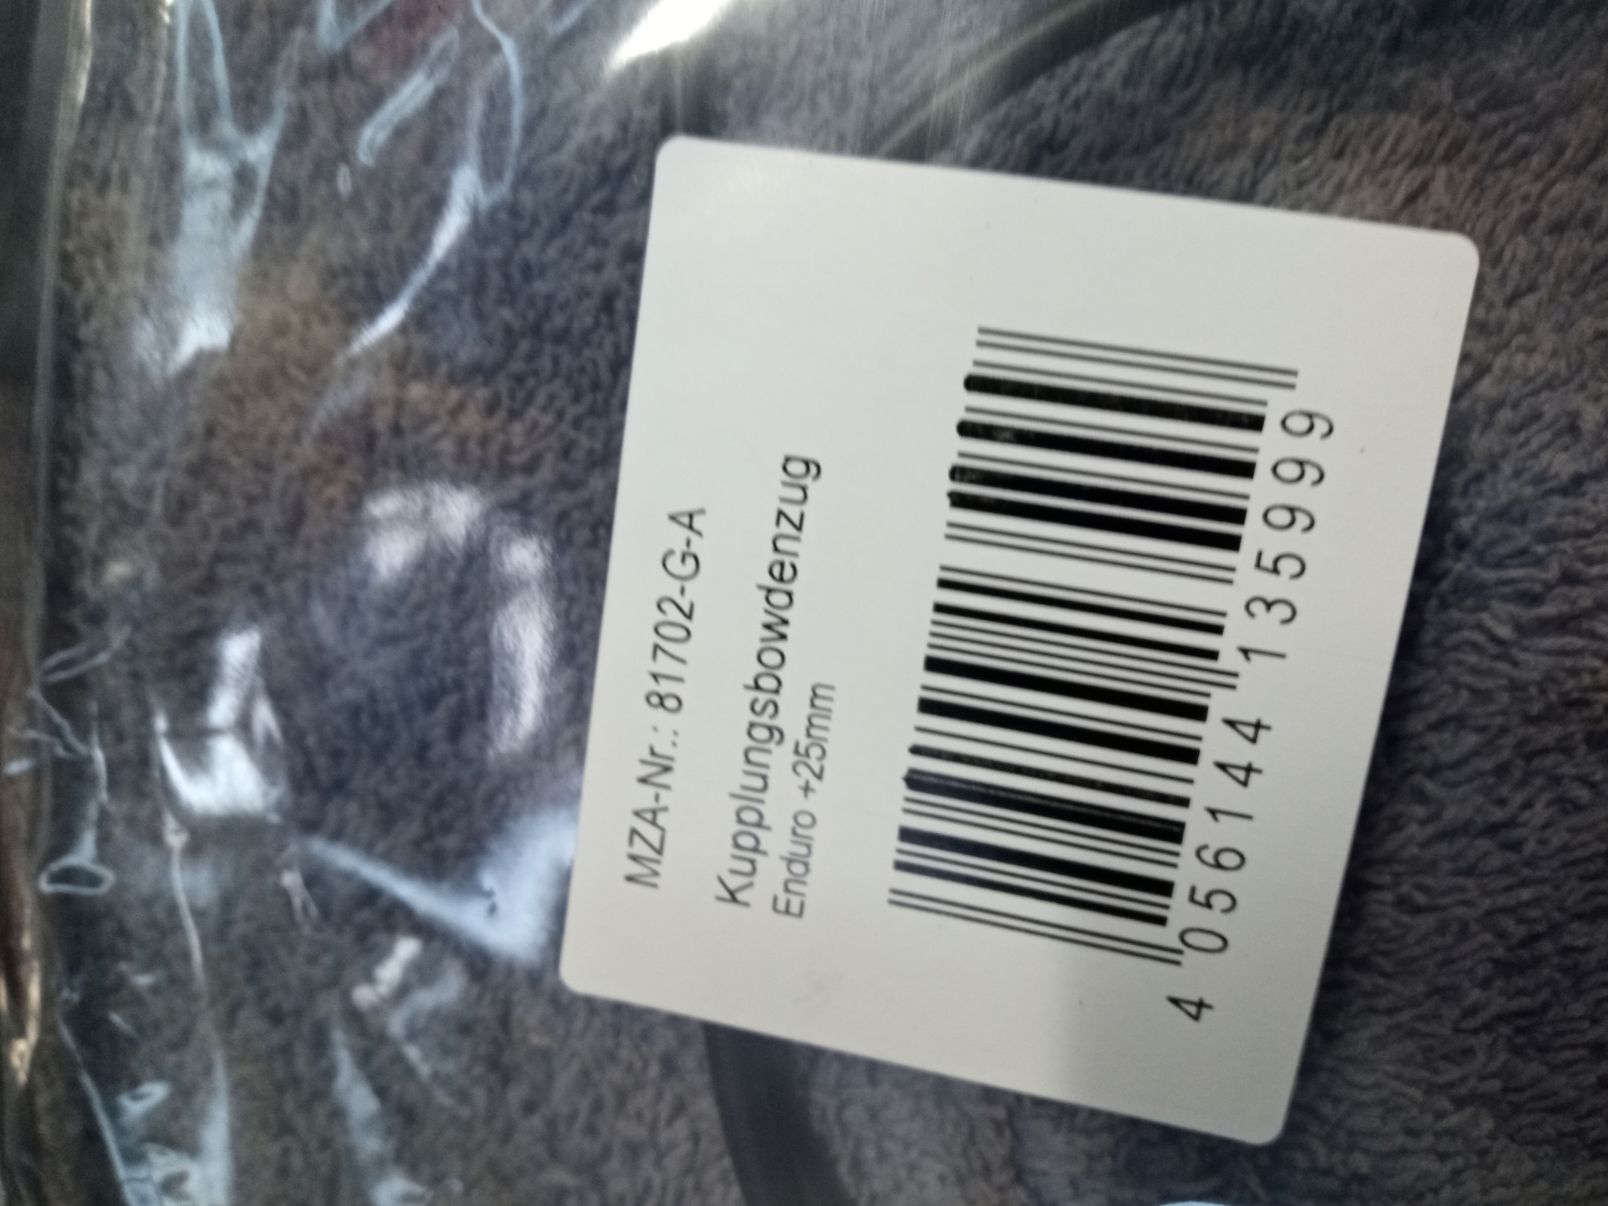 MZA-Nr.: 81702-G-A
Kupplungsbowdenzug
Enduro +25mm
4 056144 135999